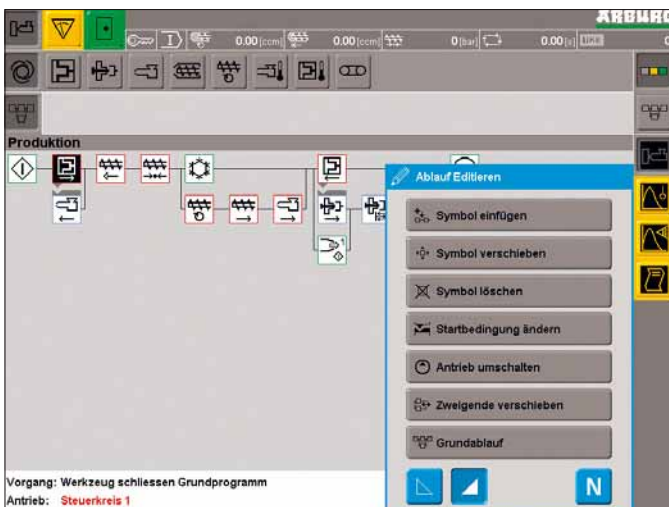 ARBURG
0.00 [ccm] 0.00 [ccm] 0 [bar] 0.00 [s]
Produktion
Ablauf Editieren
Symbol einfügen
Symbol verschieben
Symbol löschen
Startbedingung ändern
Antrieb umschalten
Zweigende verschieben
Grundablauf
N
Vorgang: Werkzeug schliessen Grundprogramm
Antrieb: Steuerkreis 1